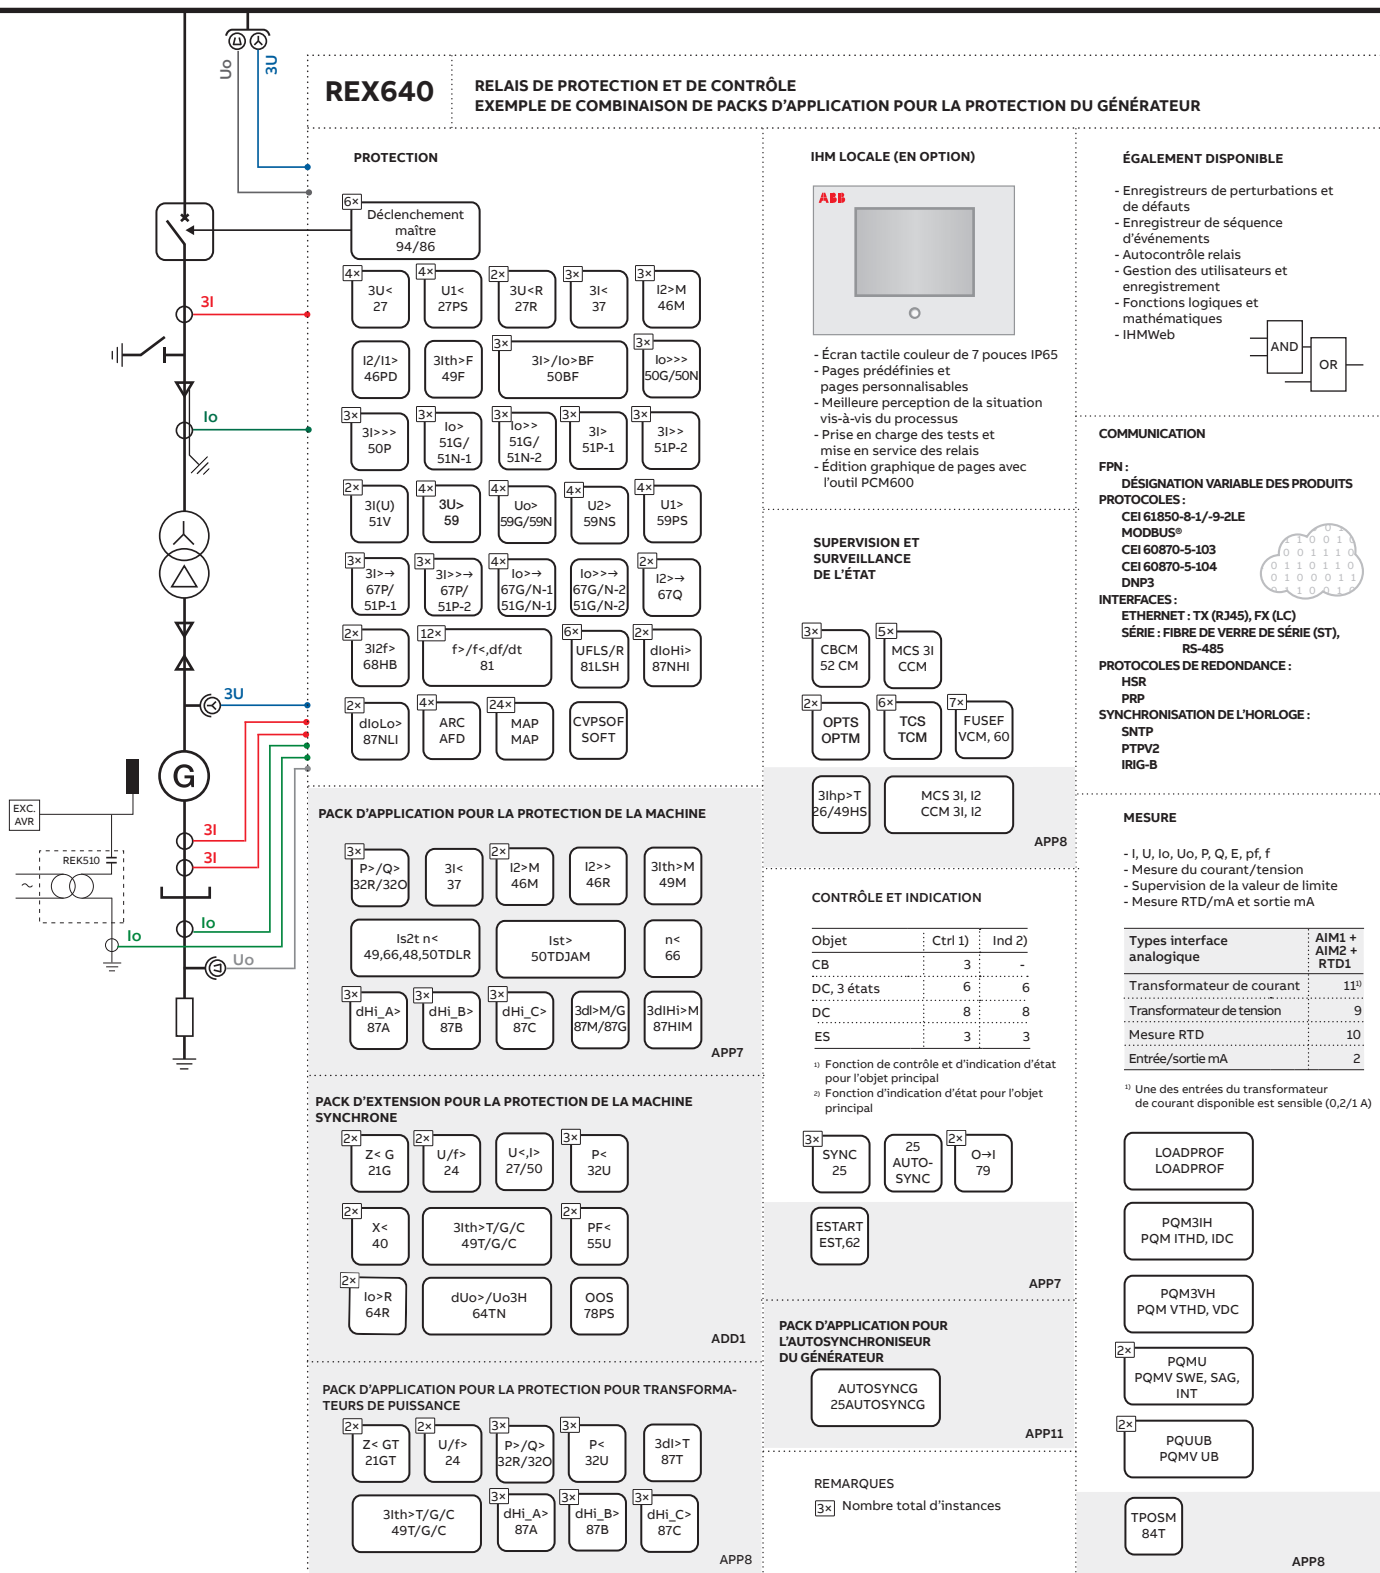 Uo
3U
REX640
RELAIS DE PROTECTION ET DE CONTRÔLE
EXEMPLE DE COMBINAISON DE PACKS D'APPLICATION POUR LA PROTECTION DU GÉNÉRATEUR
3I
Io
3U
G
EXC.
AVR
REK510
3I
3I
Io
Io
Uo
PROTECTION
6×
Déclenchement
maître
94/86
4×
3U<
27
4×
U1<
27PS
2×
3U<R
27R
3×
3I<
37
3×
I2>M
46M
I2/I1>
46PD
3Ith>F
49F
3×
3I>/Io>BF
50BF
3×
Io>>>
50G/50N
3×
3I>>>
50P
3×
Io>
51G/
51N-1
3×
Io>>
51G/
51N-2
3×
3I>
51P-1
3×
3I>>
51P-2
2×
3I(U)
51V
4×
3U>
59
4×
Uo>
59G/59N
4×
U2>
59NS
4×
U1>
59PS
3×
3I>→
67P/
51P-1
3×
3I>>→
67P/
51P-2
4×
Io>→
67G/N-1
51G/N-1
Io>>→
67G/N-2
51G/N-2
2×
I2>→
67Q
2×
3I2f>
68HB
12×
f>/f<,df/dt
81
6×
UFLS/R
81LSH
2×
dIoHi>
87NHI
2×
dIoLo>
87NLI
4×
ARC
AFD
24×
MAP
MAP
CVPSOF
SOFT
PACK D'APPLICATION POUR LA PROTECTION DE LA MACHINE
3×
P>/Q>
32R/32O
3I<
37
2×
I2>M
46M
I2>>
46R
3Ith>M
49M
Is2t n<
49,66,48,50TDLR
Ist>
50TDJAM
n<
66
3×
dHi_A>
87A
3×
dHi_B>
87B
3×
dHi_C>
87C
3dl>M/G
87M/87G
3dIHi>M
87HIM
APP7
PACK D'EXTENSION POUR LA PROTECTION DE LA MACHINE
SYNCHRONE
2×
Z< G
21G
2×
U/f>
24
U<,I>
27/50
3×
P<
32U
2×
X<
40
3Ith>T/G/C
49T/G/C
2×
PF<
55U
2×
Io>R
64R
dUo>/Uo3H
64TN
OOS
78PS
ADD1
PACK D'APPLICATION POUR LA PROTECTION POUR TRANSFORMA-
TEURS DE PUISSANCE
2×
Z< GT
21GT
2×
U/f>
24
3×
P>/Q>
32R/32O
3×
P<
32U
3dI>T
87T
3Ith>T/G/C
49T/G/C
3×
dHi_A>
87A
3×
dHi_B>
87B
3×
dHi_C>
87C
APP8
IHM LOCALE (EN OPTION)
ABB
- Écran tactile couleur de 7 pouces IP65
- Pages prédéfinies et
pages personnalisables
- Meilleure perception de la situation
vis-à-vis du processus
- Prise en charge des tests et
mise en service des relais
- Édition graphique de pages avec
l'outil PCM600
SUPERVISION ET
SURVEILLANCE
DE L'ÉTAT
3×
CBCM
52 CM
5×
MCS 3I
CCM
2×
OPTS
OPTM
6×
TCS
TCM
7×
FUSEF
VCM, 60
3Ihp>T
26/49HS
MCS 3I, I2
CCM 3I, I2
APP8
CONTRÔLE ET INDICATION
Objet Ctrl 1) Ind 2)
CB 3 -
DC, 3 états 6 6
DC 8 8
ES 3 3
1) Fonction de contrôle et d'indication d'état
pour l'objet principal
2) Fonction d'indication d'état pour l'objet
principal
3×
SYNC
25
25
AUTO-
SYNC
2×
O→I
79
ESTART
EST,62
APP7
PACK D'APPLICATION POUR
L'AUTOSYNCHRONISEUR
DU GÉNÉRATEUR
AUTOSYNCG
25AUTOSYNCG
APP11
REMARQUES
3× Nombre total d'instances
ÉGALEMENT DISPONIBLE
- Enregistreurs de perturbations et
de défauts
- Enregistreur de séquence
d'événements
- Autocontrôle relais
- Gestion des utilisateurs et
enregistrement
- Fonctions logiques et
mathématiques
- IHMWeb
AND
OR
COMMUNICATION
FPN :
DÉSIGNATION VARIABLE DES PRODUITS
PROTOCOLES :
CEI 61850-8-1/-9-2LE
MODBUS®
CEI 60870-5-103
CEI 60870-5-104
DNP3
INTERFACES :
ETHERNET : TX (RJ45), FX (LC)
SÉRIE : FIBRE DE VERRE DE SÉRIE (ST),
RS-485
PROTOCOLES DE REDONDANCE :
HSR
PRP
SYNCHRONISATION DE L'HORLOGE :
SNTP
PTPV2
IRIG-B
MESURE
- I, U, Io, Uo, P, Q, E, pf, f
- Mesure du courant/tension
- Supervision de la valeur de limite
- Mesure RTD/mA et sortie mA
Types interface
analogique
AIM1 +
AIM2 +
RTD1
Transformateur de courant 11 1)
Transformateur de tension 9
Mesure RTD 10
Entrée/sortie mA 2
1) Une des entrées du transformateur
de courant disponible est sensible (0,2/1 A)
LOADPROF
LOADPROF
PQM3IH
PQM ITHD, IDC
PQM3VH
PQM VTHD, VDC
2×
PQMU
PQMV SWE, SAG,
INT
2×
PQUUB
PQMV UB
TPOSM
84T
APP8